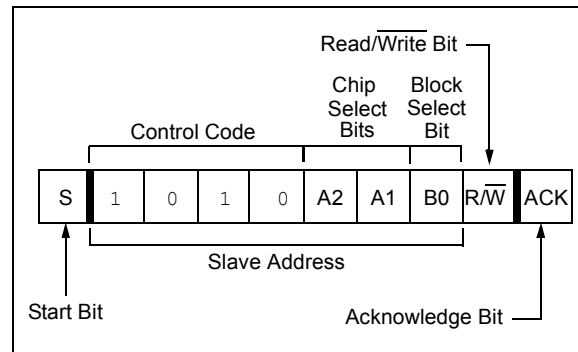 Read/Write Bit
Chip Select Bits
Block Select Bit
Control Code
S 1 0 1 0 A2 A1 B0 R/W ACK
Slave Address
Start Bit
Acknowledge Bit